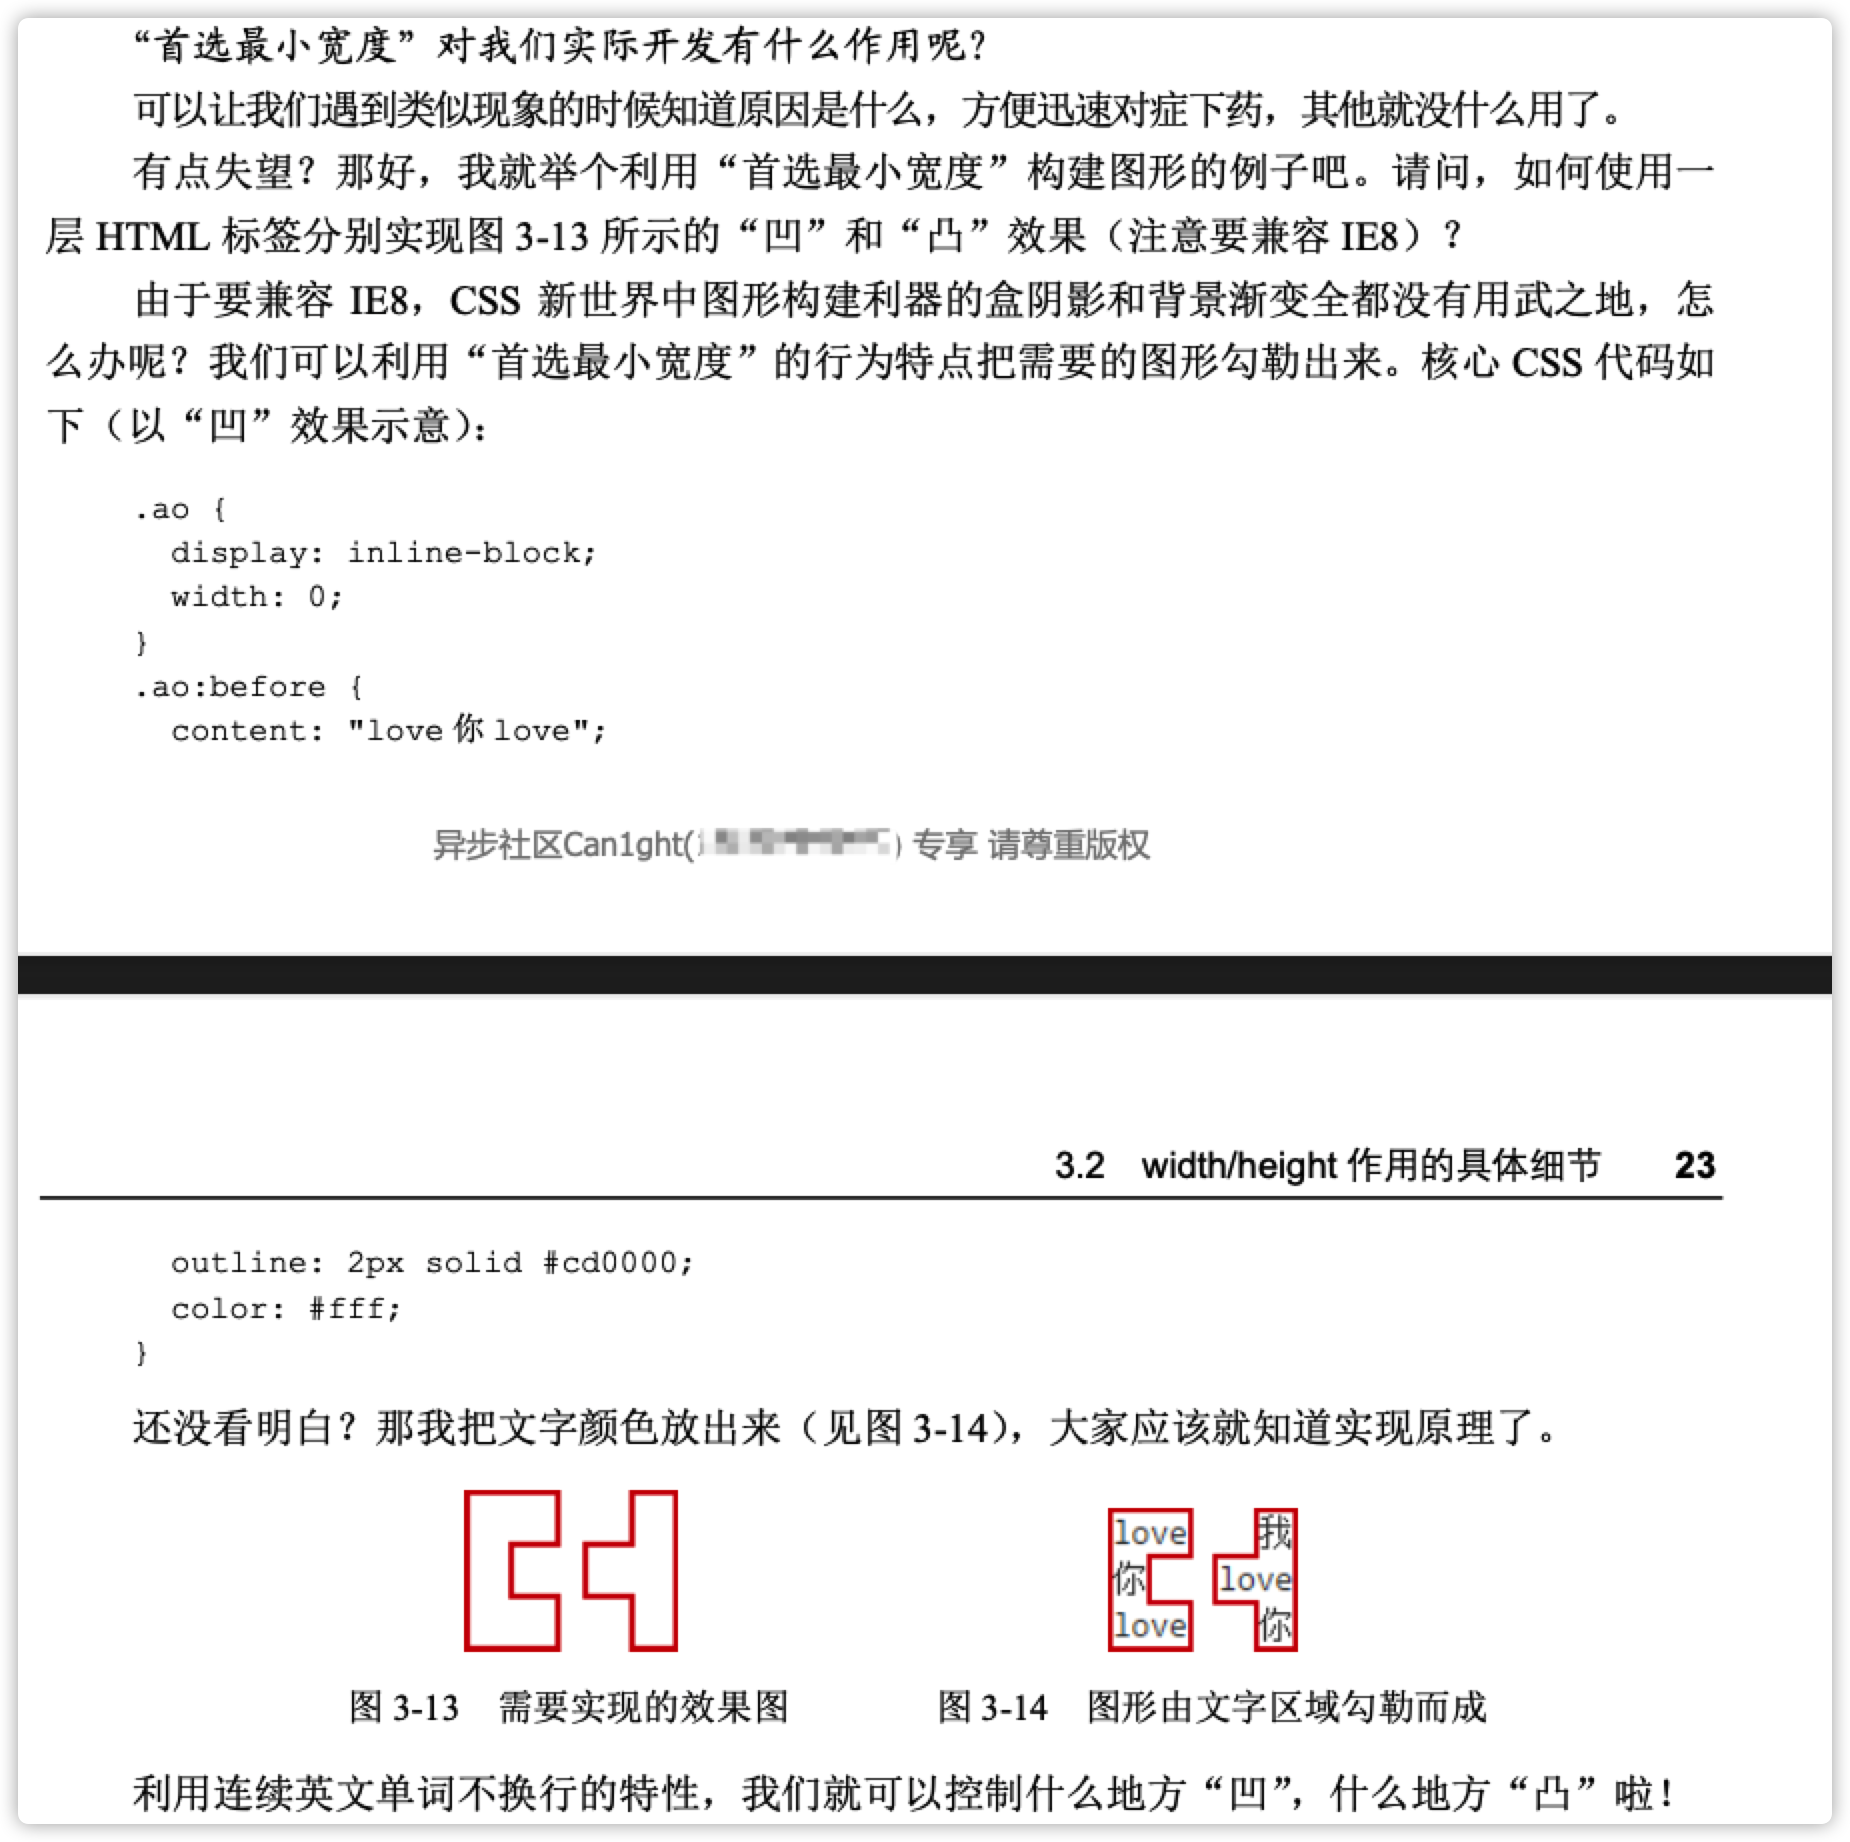 “首选最小宽度”对我们实际开发有什么作用呢？
可以让我们遇到类似现象的时候知道原因是什么，方便迅速对症下药，其他就没什么用了。
有点失望？那好，我就举个利用“首选最小宽度”构建图形的例子吧。请问，如何使用一
层 HTML 标签分别实现图 3-13 所示的“凹”和“凸”效果（注意要兼容 IE8）？
由于要兼容 IE8，CSS 新世界中图形构建利器的盒阴影和背景渐变全都没有用武之地，怎
么办呢？我们可以利用“首选最小宽度”的行为特点把需要的图形勾勒出来。核心 CSS 代码如
下（以“凹”效果示意）：
.ao {
display: inline-block;
width: 0;
}
.ao:before {
content: "love 你 love";
异步社区Can1ght( ) 专享 请尊重版权
3.2 width/height 作用的具体细节 23
outline: 2px solid #cd0000;
color: #fff;
}
还没看明白？那我把文字颜色放出来（见图 3-14），大家应该就知道实现原理了。
love 我
你 love
love 你
图 3-13 需要实现的效果图 图 3-14 图形由文字区域勾勒而成
利用连续英文单词不换行的特性，我们就可以控制什么地方“凹”，什么地方“凸”啦！